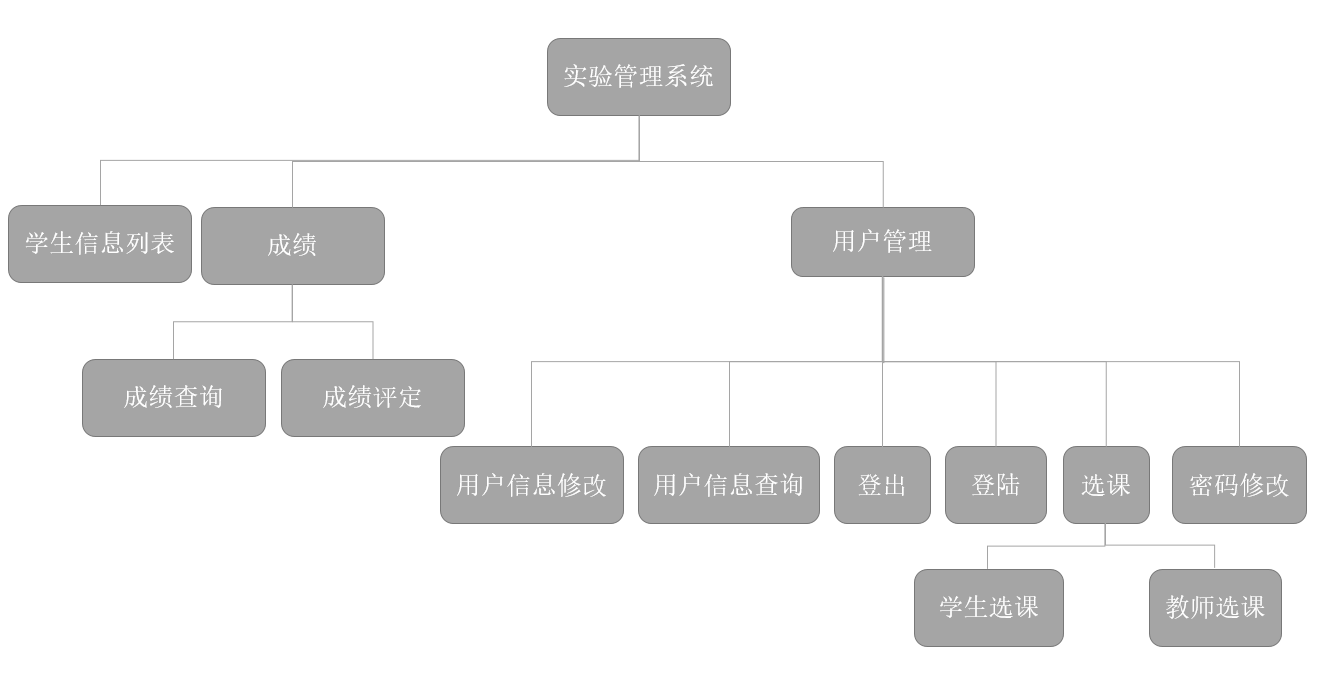 实验管理系统
学生信息列表
成绩
用户管理
成绩查询
成绩评定
用户信息修改
用户信息查询
登出
登陆
选课
密码修改
学生选课
教师选课